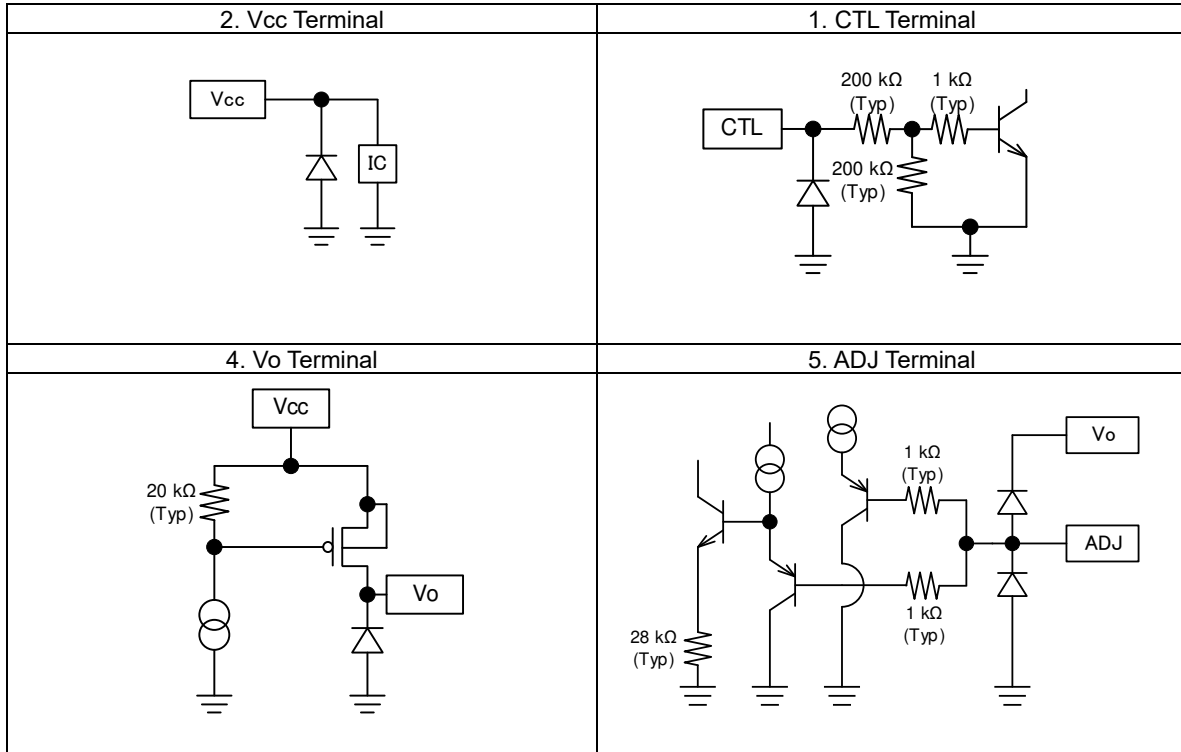 2. Vcc Terminal
1. CTL Terminal
Vcc
IC
200 kΩ
(Typ)
1 kΩ
(Typ)
CTL
200 kΩ
(Typ)
4. Vo Terminal
5. ADJ Terminal
Vcc
20 kΩ
(Typ)
Vo
Vo
1 kΩ
(Typ)
ADJ
1 kΩ
(Typ)
28 kΩ
(Typ)